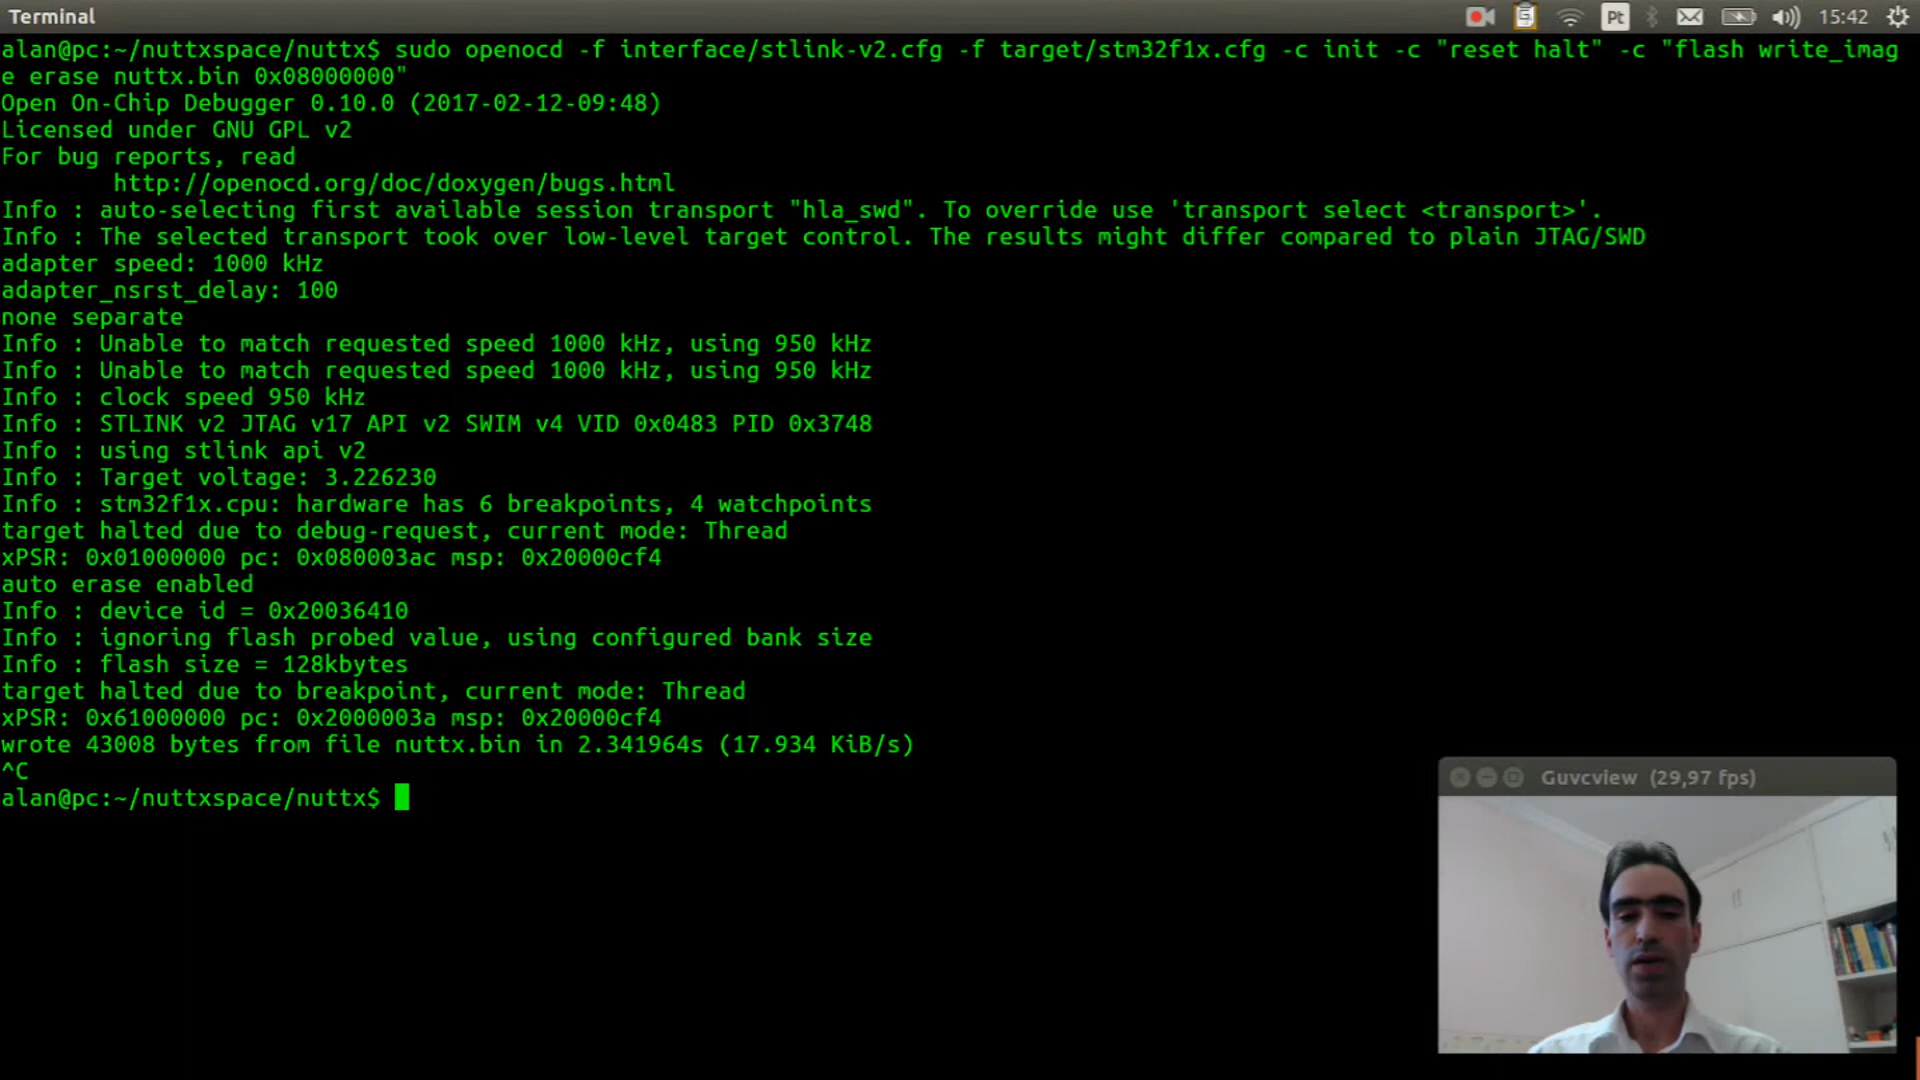 Terminal
Pt
15:42
alan@pc:~/nuttxspace/nuttx$ sudo openocd -f interface/stlink-v2.cfg -f target/stm32f1x.cfg -c init -c "reset halt" -c "flash write_imag
e erase nuttx.bin 0x08000000"
Open On-Chip Debugger 0.10.0 (2017-02-12-09:48)
Licensed under GNU GPL v2
For bug reports, read
http://openocd.org/doc/doxygen/bugs.html
Info : auto-selecting first available session transport "hla_swd". To override use 'transport select <transport>'.
Info : The selected transport took over low-level target control. The results might differ compared to plain JTAG/SWD
adapter speed: 1000 kHz
adapter_nsrst_delay: 100
none separate
Info : Unable to match requested speed 1000 kHz, using 950 kHz
Info : Unable to match requested speed 1000 kHz, using 950 kHz
Info : clock speed 950 kHz
Info : STLINK v2 JTAG v17 API v2 SWIM v4 VID 0x0483 PID 0x3748
Info : using stlink api v2
Info : Target voltage: 3.226230
Info : stm32f1x.cpu: hardware has 6 breakpoints, 4 watchpoints
target halted due to debug-request, current mode: Thread
xPSR: 0x01000000 pc: 0x080003ac msp: 0x20000cf4
auto erase enabled
Info : device id = 0x20036410
Info : ignoring flash probed value, using configured bank size
Info : flash size = 128kbytes
target halted due to breakpoint, current mode: Thread
xPSR: 0x61000000 pc: 0x2000003a msp: 0x20000cf4
wrote 43008 bytes from file nuttx.bin in 2.341964s (17.934 KiB/s)
^C
alan@pc:~/nuttxspace/nuttx$
Guvcview (29,97 fps)